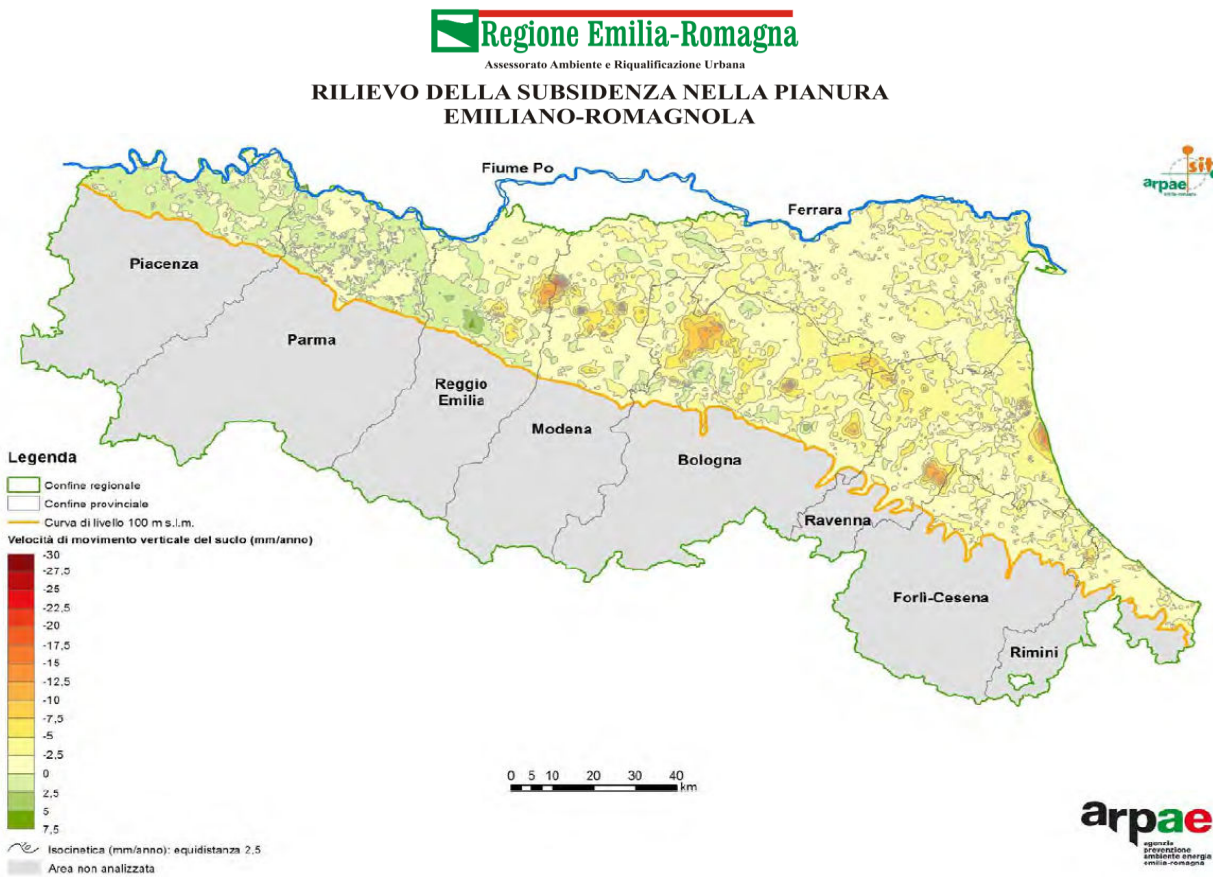 Regione Emilia-Romagna
Assessorato Ambiente e Riqualificazione Urbana
RILIEVO DELLA SUBSIDENZA NELLA PIANURA
EMILIANO-ROMAGNOLA
sit
arpae
emilia-romagna
Fiume Po
Ferrara
Piacenza
Parma
Reggio
Emilia
Modena
Bologna
Ravenna
Forlì-Cesena
Rimini
Legenda
Confine regionale
Confine provinciale
Curva di livello 100 m s.l.m.
Velocità di movimento verticale del suolo (mm/anno)
-30
-27,5
-25
-22,5
-20
-17,5
-15
-12,5
-10
-7,5
-5
-2,5
0
2,5
5
7,5
Isocinetica (mm/anno): equidistanza 2,5
Area non analizzata
0 5 10 20 30 40
km
arpae
agenzia
prevenzione
ambiente energia
emilia-romagna